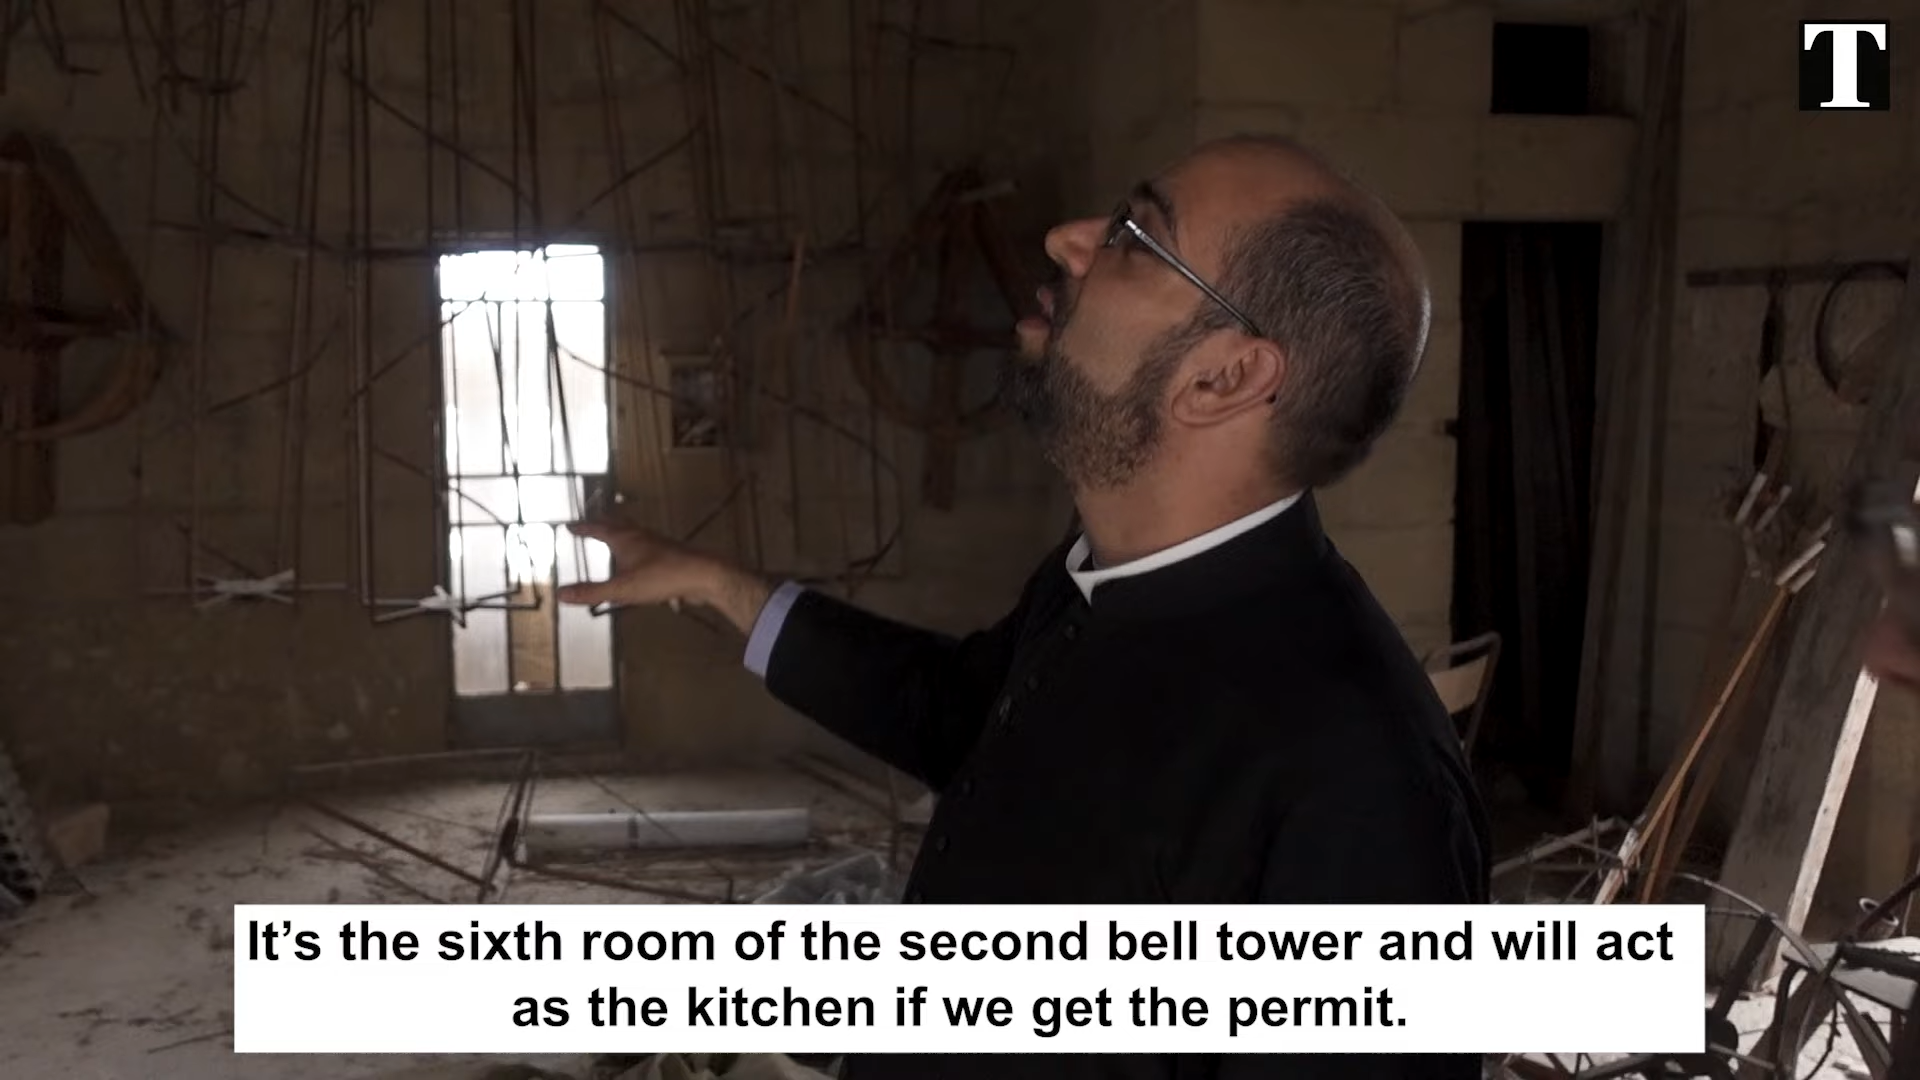 T
It’s the sixth room of the second bell tower and will act
as the kitchen if we get the permit.